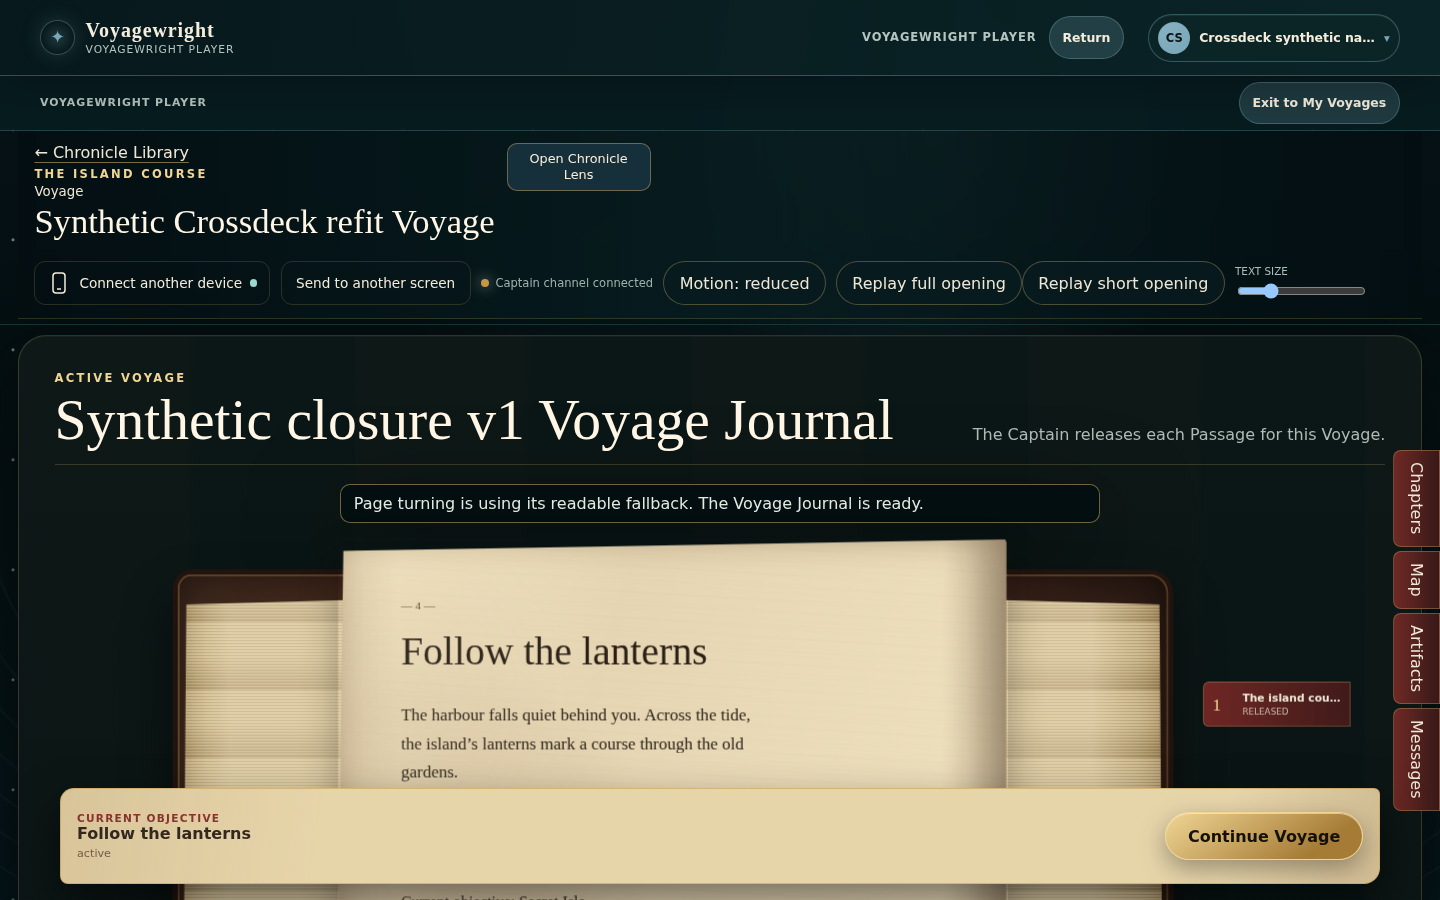 Voyagewright
VOYAGEWRIGHT PLAYER
VOYAGEWRIGHT PLAYER
Return
CS
Crossdeck synthetic na...
VOYAGEWRIGHT PLAYER
Exit to My Voyages
← Chronicle Library
THE ISLAND COURSE
Voyage
Synthetic Crossdeck refit Voyage
Open Chronicle
Lens
Connect another device
Send to another screen
Captain channel connected
Motion: reduced
Replay full opening
Replay short opening
TEXT SIZE
ACTIVE VOYAGE
Synthetic closure v1 Voyage Journal
The Captain releases each Passage for this Voyage.
Page turning is using its readable fallback. The Voyage Journal is ready.
— 4 —
Follow the lanterns
The harbour falls quiet behind you. Across the tide,
the island’s lanterns mark a course through the old
gardens.
1
The island cou...
RELEASED
Chapters
Map
Artifacts
Messages
CURRENT OBJECTIVE
Follow the lanterns
active
Continue Voyage